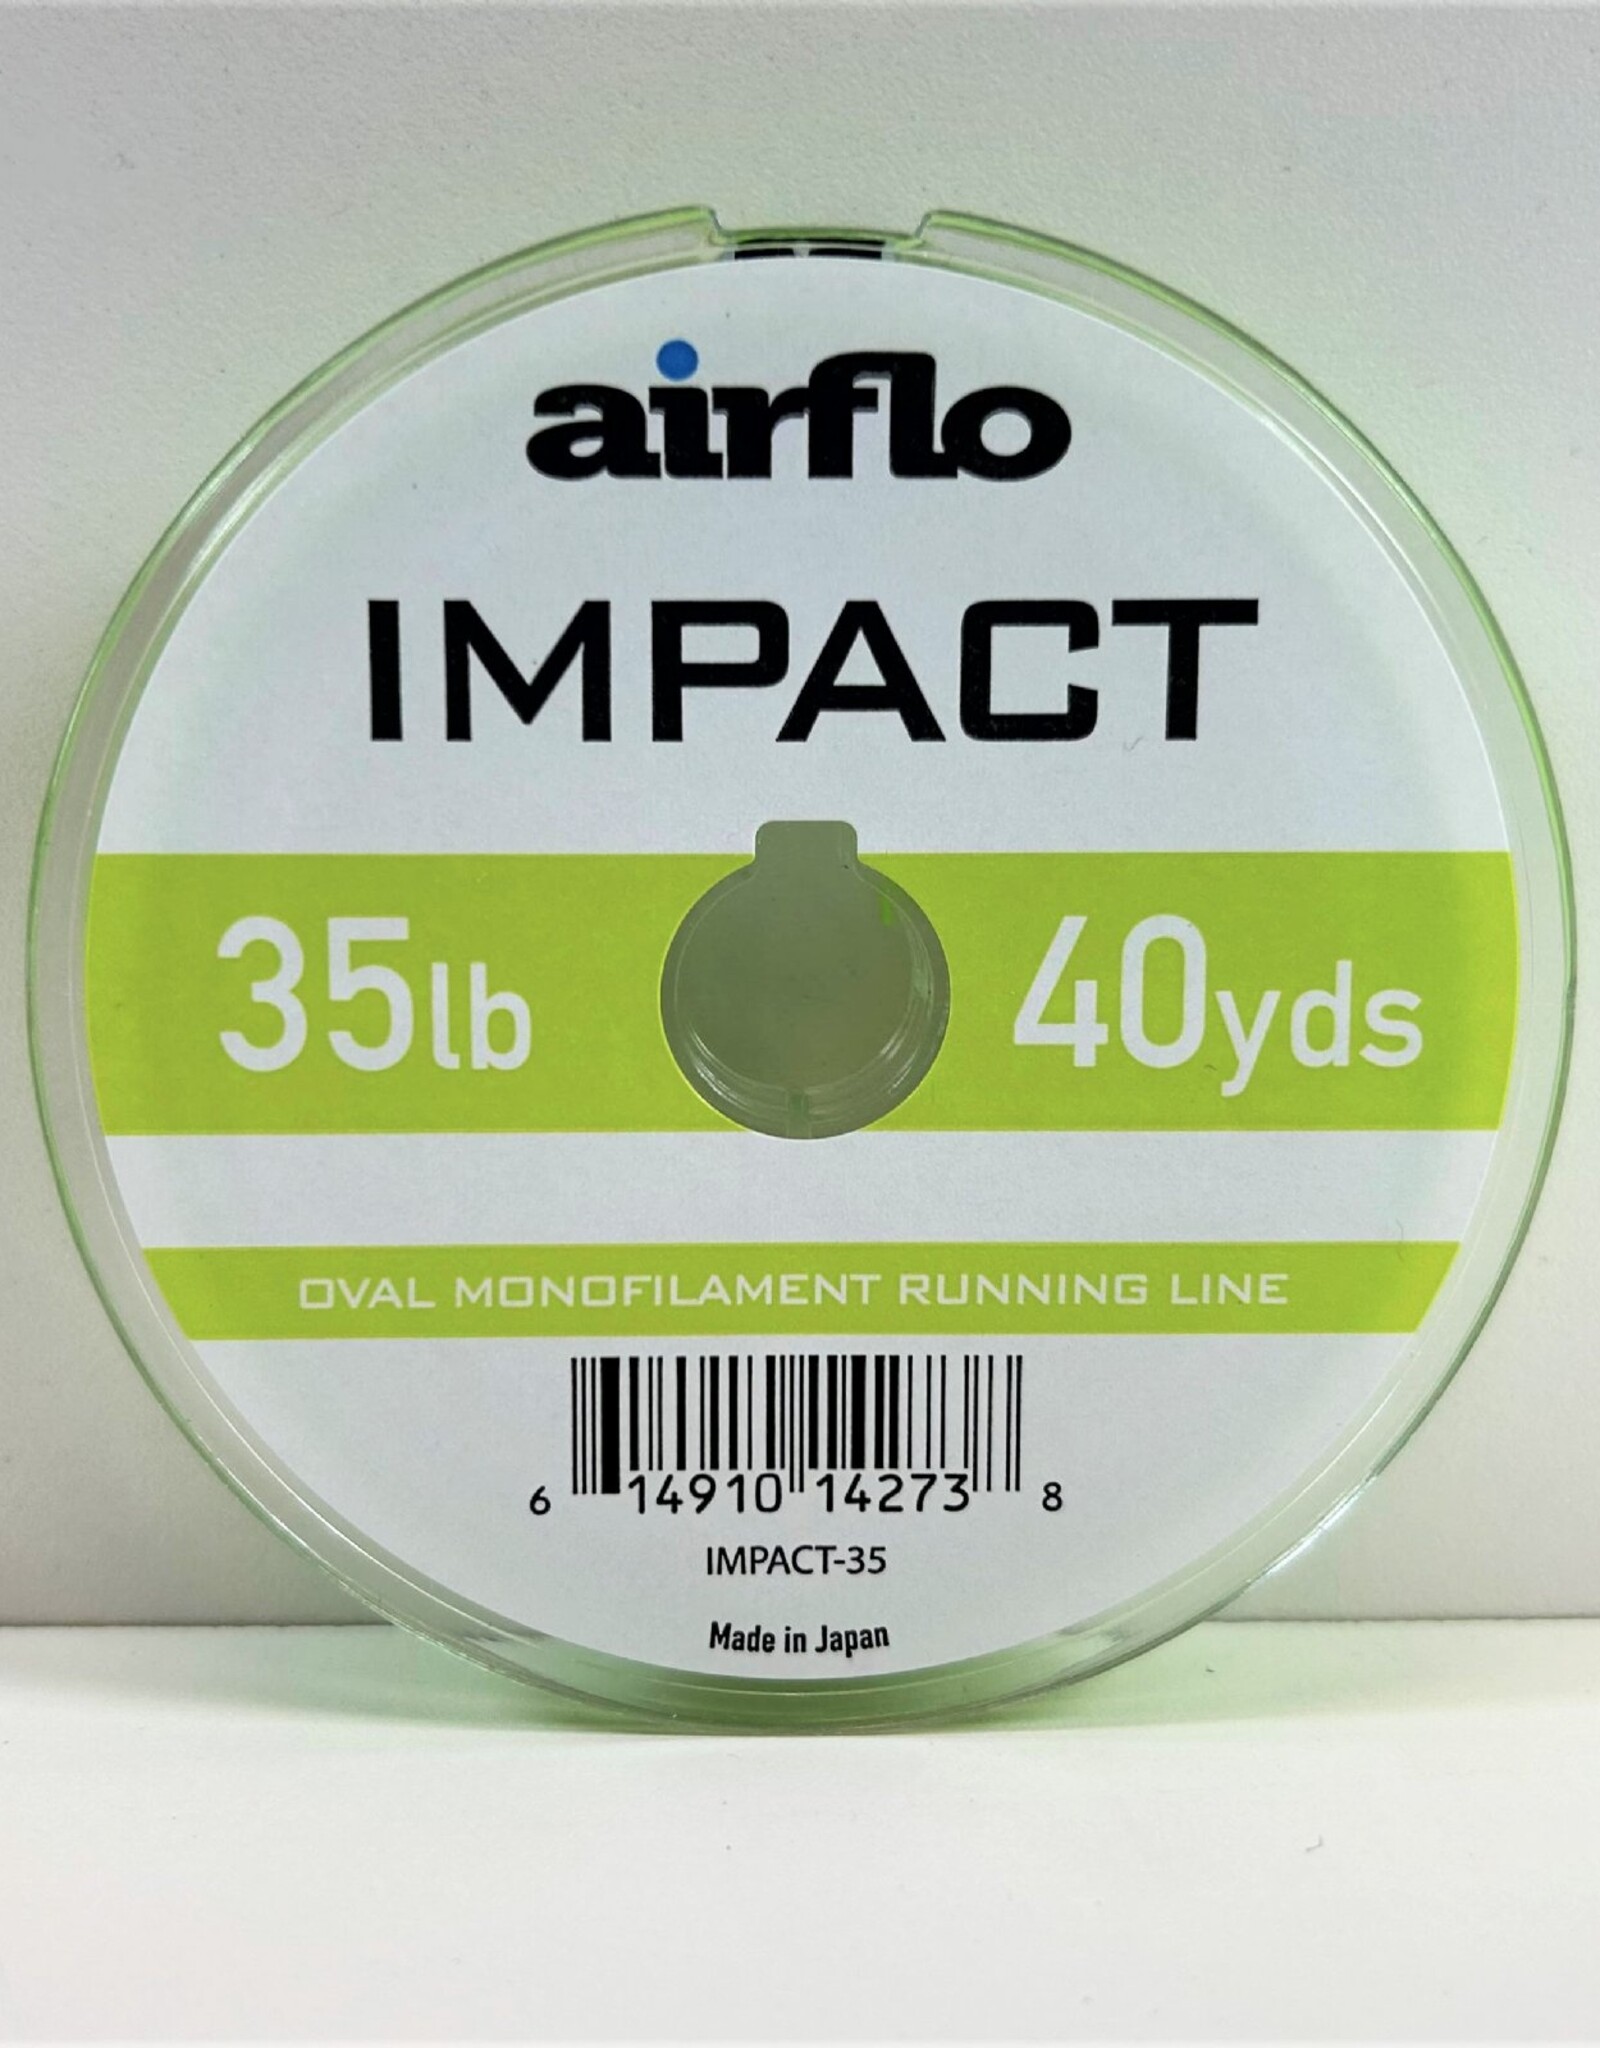 airflo
IMPACT
35lb 40yds
OVAL MONOFILAMENT RUNNING LINE
6 14910 14273 8
IMPACT-35
Made in Japan